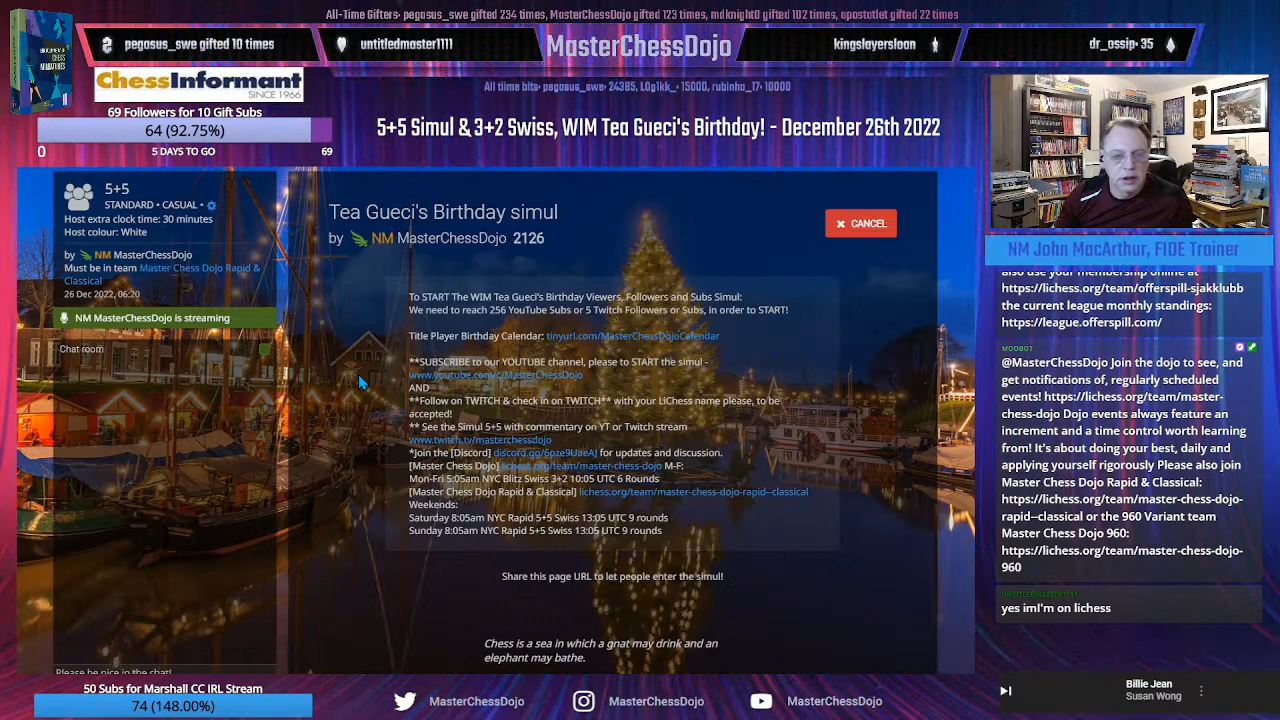 All-Time Gifters• pegasus_swe gifted 234 times, MasterChessDojo gifted 123 times, mdknight0 gifted 102 times, apostotlet gifted 22 times
pegasus_swe gifted 10 times
untitledmaster1111
MasterChessDojo
kingslayersloan
dr_ossip• 35
ChessInformant
SINCE 1966
All tiime bits• pegasus_swe• 24385, L0g1kk_• 15000, rubinho_17• 10000
69 Followers for 10 Gift Subs
64 (92.75%)
0
5 DAYS TO GO
69
5+5 Simul & 3+2 Swiss, WIM Tea Gueci's Birthday! - December 26th 2022
5+5
STANDARD • CASUAL •
Host extra clock time: 30 minutes
Host colour: White
by NM MasterChessDojo
Must be in team Master Chess Dojo Rapid &
Classical
26 Dec 2022, 06:20
NM MasterChessDojo is streaming
Chat room
Please be nice in the chat!
Tea Gueci's Birthday simul
by NM MasterChessDojo 2126
CANCEL
To START The WIM Tea Gueci's Birthday Viewers, Followers and Subs Simul:
We need to reach 256 YouTube Subs or 5 Twitch Followers or Subs, in order to START!
Title Player Birthday Calendar: tinyurl.com/MasterChessDojoCalendar
**SUBSCRIBE to our YOUTUBE channel, please to START the simul -
www.youtube.com/c/MasterChessDojo
AND
**Follow on TWITCH & check in on TWITCH** with your LiChess name please, to be
accepted!
** See the Simul 5+5 with commentary on YT or Twitch stream
www.twitch.tv/masterchessdojo
*Join the [Discord] discord.gg/6pze9UaeAJ for updates and discussion.
[Master Chess Dojo] lichess.org/team/master-chess-dojo M-F:
Mon-Fri 5:05am NYC Blitz Swiss 3+2 10:05 UTC 6 Rounds
[Master Chess Dojo Rapid & Classical] lichess.org/team/master-chess-dojo-rapid--classical
Weekends:
Saturday 8:05am NYC Rapid 5+5 Swiss 13:05 UTC 9 rounds
Sunday 8:05am NYC Rapid 5+5 Swiss 13:05 UTC 9 rounds
Share this page URL to let people enter the simul!
Chess is a sea in which a gnat may drink and an
elephant may bathe.
NM John MacArthur, FIDE Trainer
also use your membership online at
https://lichess.org/team/offerspill-sjakklubb
the current league monthly standings:
https://league.offerspill.com/
MOOBOT
@MasterChessDojo Join the dojo to see, and
get notifications of, regularly scheduled
events! https://lichess.org/team/master-
chess-dojo Dojo events always feature an
increment and a time control worth learning
from! It's about doing your best, daily and
applying yourself rigorously Please also join
Master Chess Dojo Rapid & Classical:
https://lichess.org/team/master-chess-dojo-
rapid--classical or the 960 Variant team
Master Chess Dojo 960:
https://lichess.org/team/master-chess-dojo-
960
UNTITLEDMASTER1111
yes imI'm on lichess
50 Subs for Marshall CC IRL Stream
74 (148.00%)
MasterChessDojo
MasterChessDojo
MasterChessDojo
Billie Jean
Susan Wong